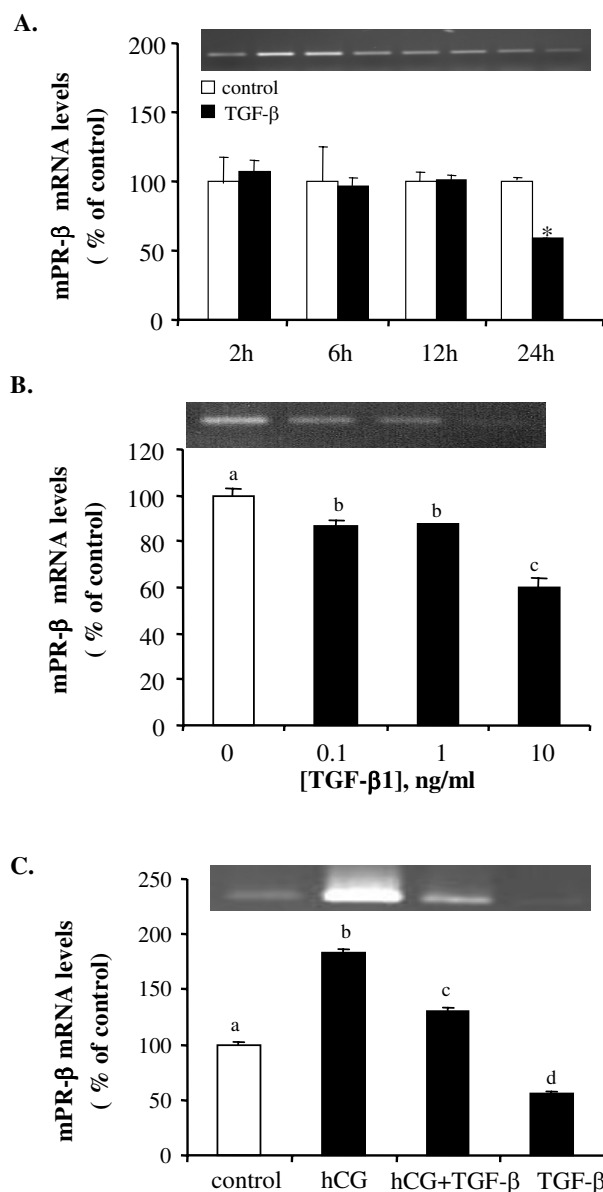 A.
mPR-β mRNA levels
( % of control)
200
150
100
50
0
control
TGF-β
*
2h 6h 12h 24h
B.
mPR-β mRNA levels
( % of control)
120
100
80
60
40
20
0
a
b
b
c
0 0.1 1 10
[TGF-β1], ng/ml
C.
mPR-β mRNA levels
( % of control)
250
200
150
100
50
0
a
b
c
d
control hCG hCG+TGF-β TGF-β